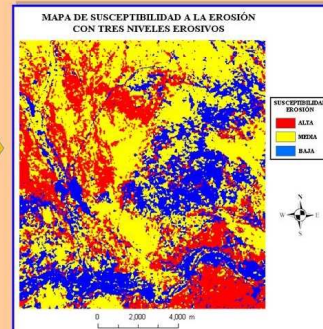 MAPA DE SUSCEPTIBILIDAD A LA EROSIÓN
CON TRES NIVELES EROSIVOS
SUSCEPTIBILIDAD
EROSIÓN
ALTA
MEDIA
BAJA
N
W E
S
0 2,000 4,000 m